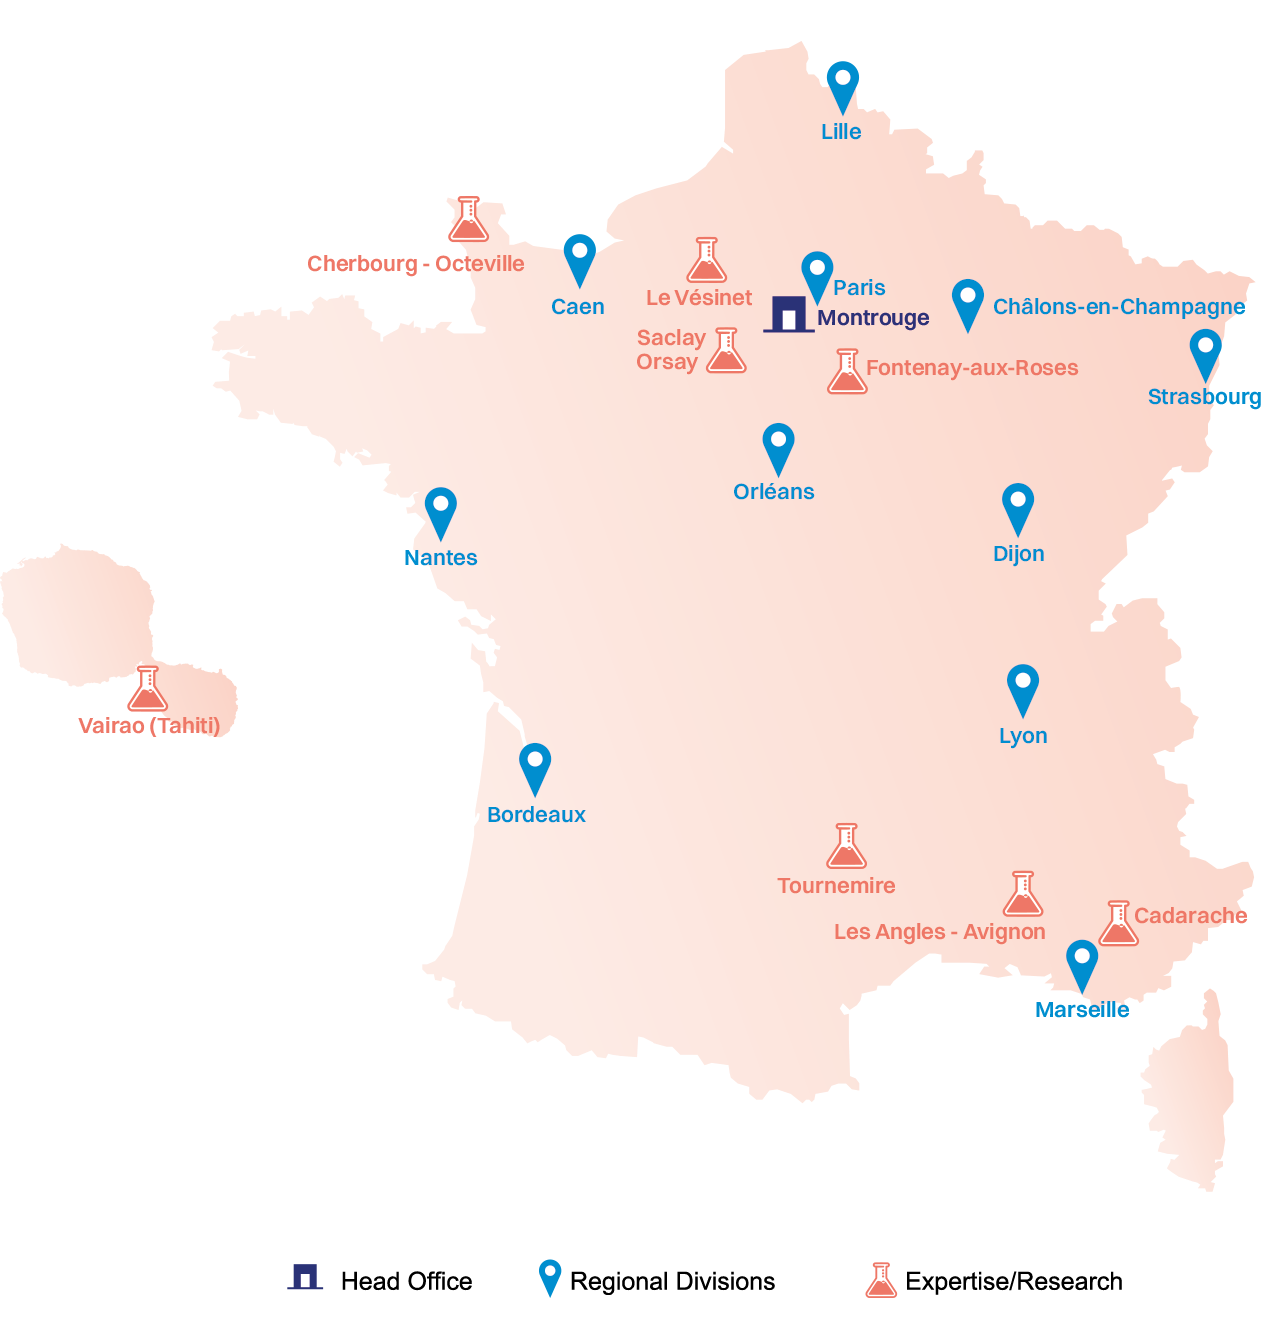 Lille
Cherbourg - Octeville
Caen
Le Vésinet
Paris
Montrouge
Châlons-en-Champagne
Saclay
Orsay
Fontenay-aux-Roses
Strasbourg
Orléans
Nantes
Dijon
Vairao (Tahiti)
Lyon
Bordeaux
Tournemire
Les Angles - Avignon
Cadarache
Marseille
Head Office
Regional Divisions
Expertise/Research